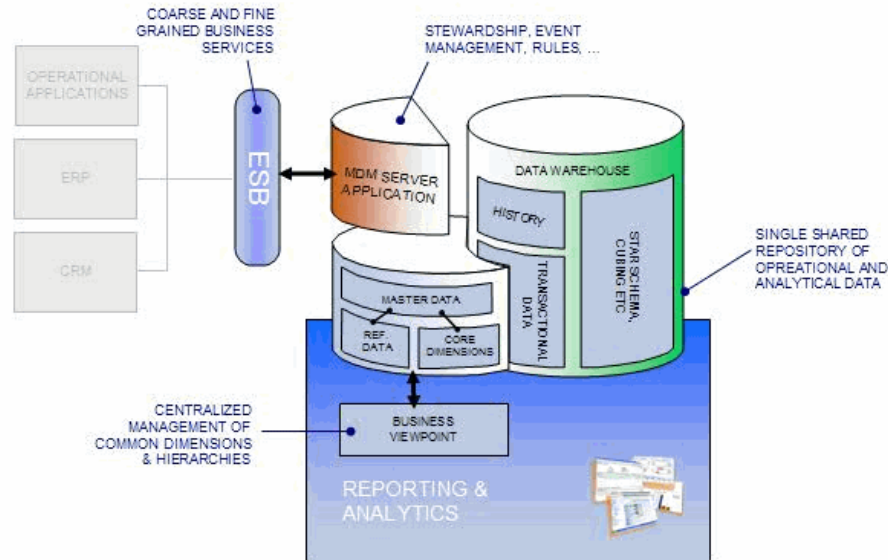 COARSE AND FINE
GRAINED BUSINESS
SERVICES
STEWARDSHIP, EVENT
MANAGEMENT, RULES, ...
OPERATIONAL
APPLICATIONS
ERP
CRM
ESB
MDM SERVER
APPLICATION
DATA WAREHOUSE
HISTORY
TRANSACTIONAL
DATA
STAR SCHEMA,
CUBING ETC
SINGLE SHARED
REPOSITORY OF
OPREATIONAL AND
ANALYTICAL DATA
MASTER DATA
REF.
DATA
CORE
DIMENSIONS
CENTRALIZED
MANAGEMENT OF
COMMON DIMENSIONS
& HIERARCHIES
BUSINESS
VIEWPOINT
REPORTING &
ANALYTICS